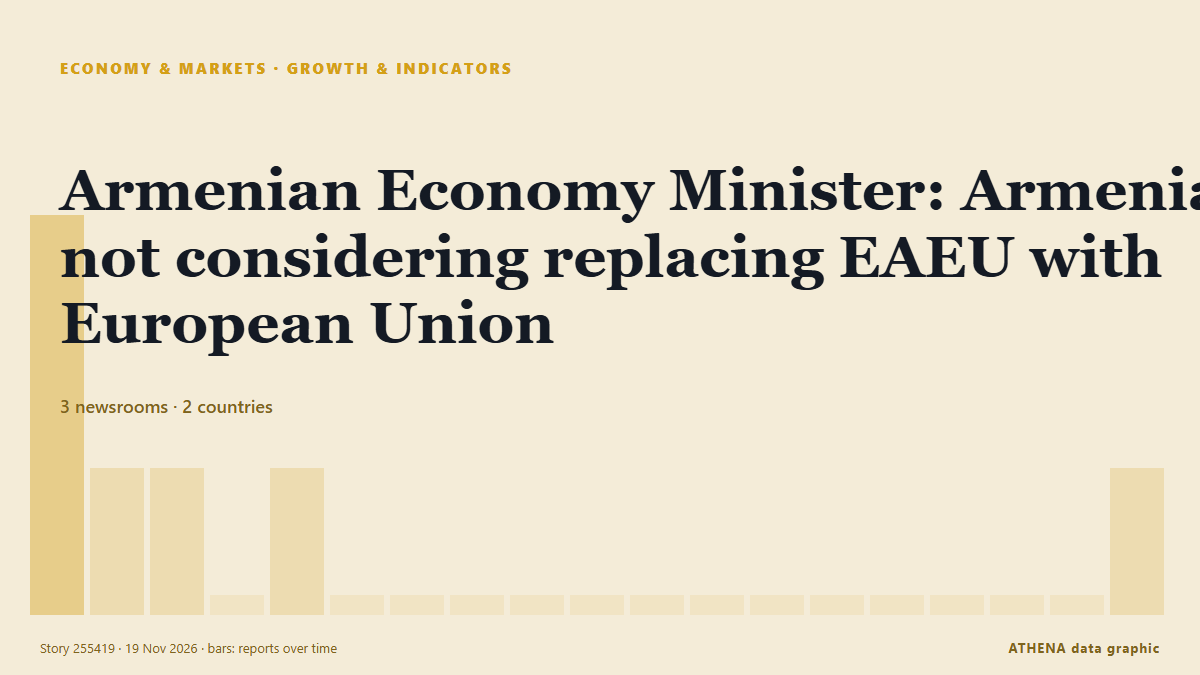 ECONOMY & MARKETS · GROWTH & INDICATORS
Armenian Economy Minister: Armenia
not considering replacing EAEU with
European Union
3 newsrooms · 2 countries
Story 255419 · 19 Nov 2026 · bars: reports over time
ATHENA data graphic